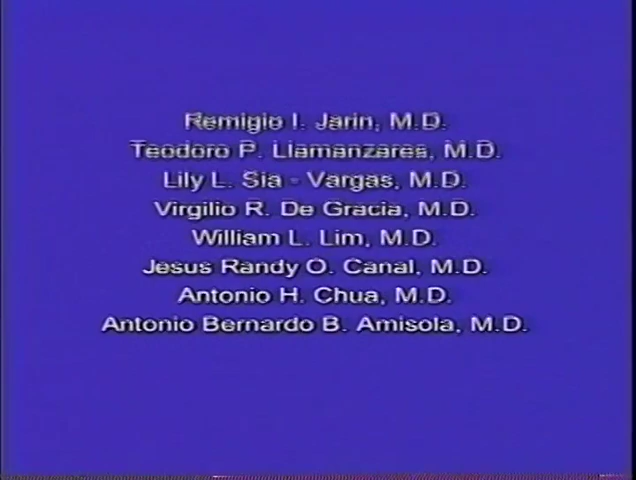 Remigio I. Jarin, M.D.
Teodoro P. Llamanzares, M.D.
Lily L. Sia - Vargas, M.D.
Virgilio R. De Gracia, M.D.
William L. Lim, M.D.
Jesus Randy O. Canal, M.D.
Antonio H. Chua, M.D.
Antonio Bernardo B. Amisola, M.D.